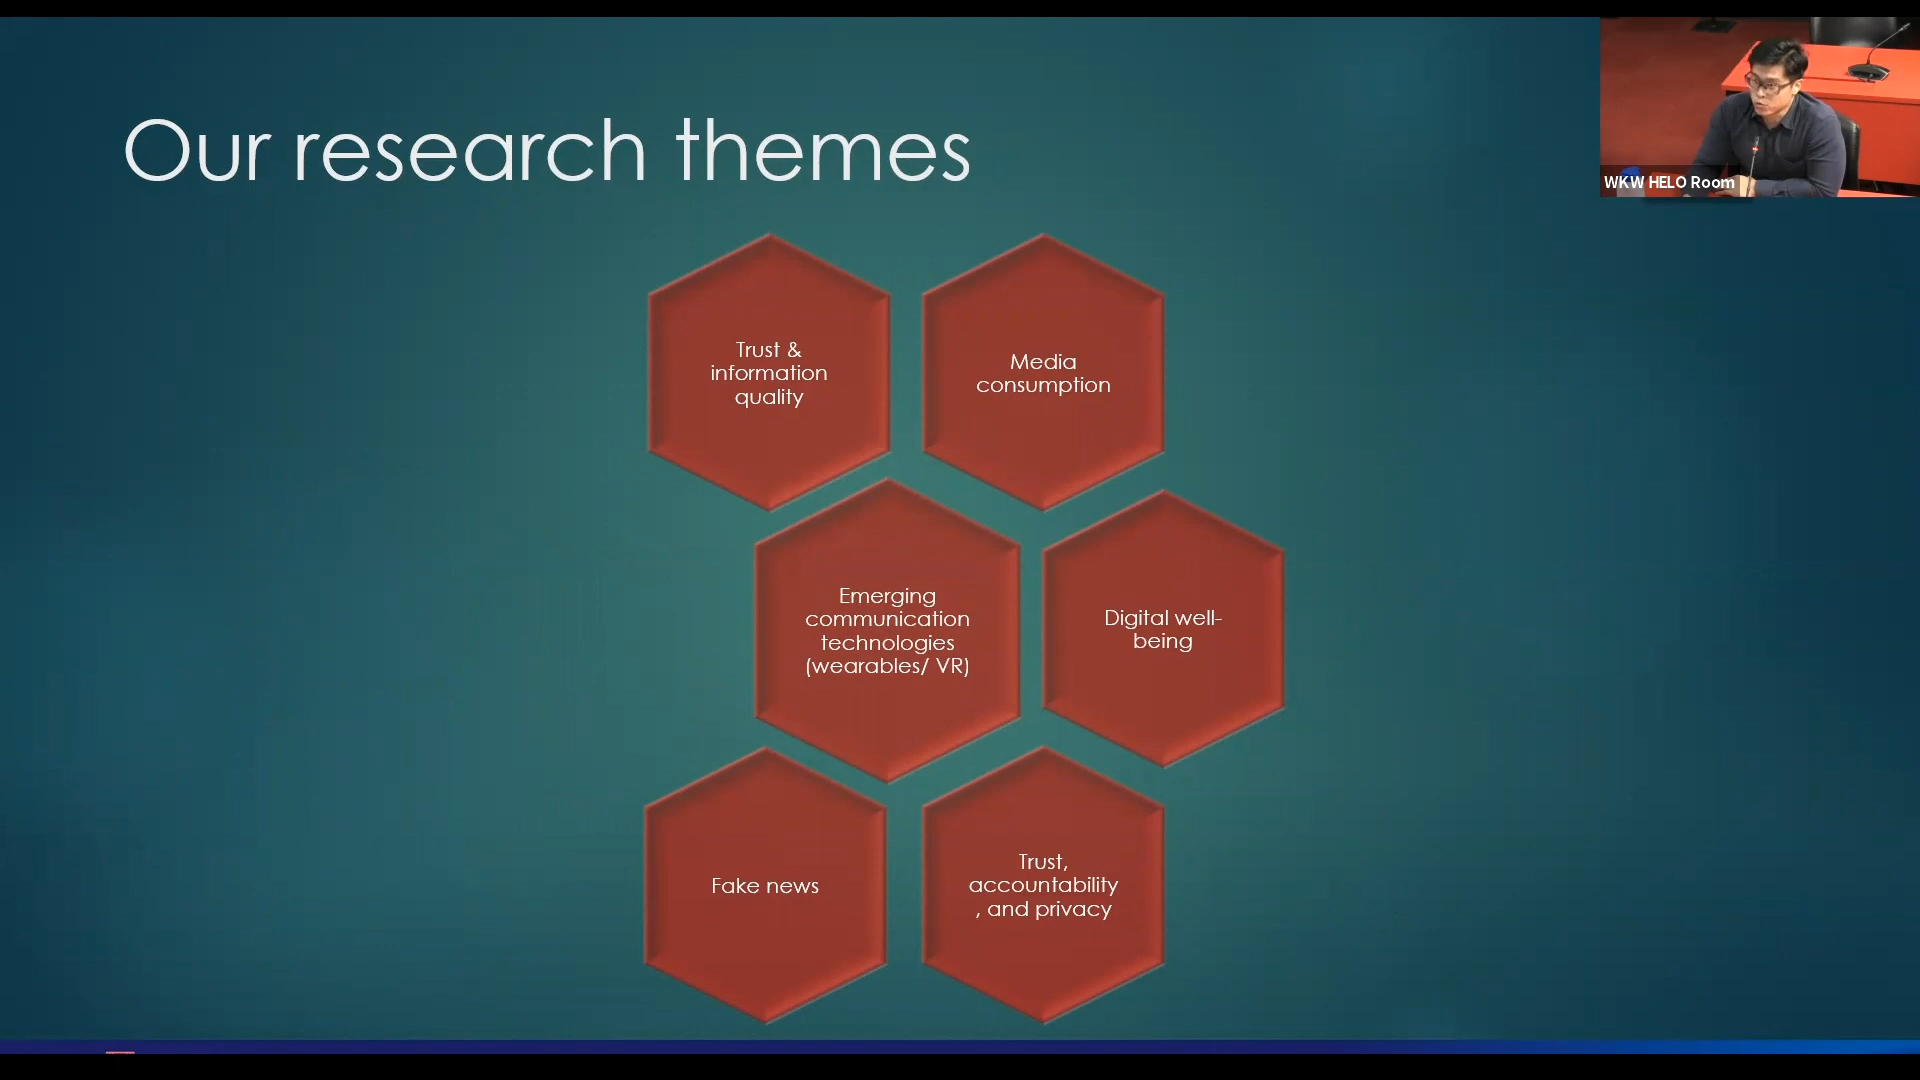 Our research themes
WKW HELO Room
Trust &
information
quality
Media
consumption
Emerging
communication
technologies
(wearables/ VR)
Digital well-
being
Fake news
Trust,
accountability
, and privacy